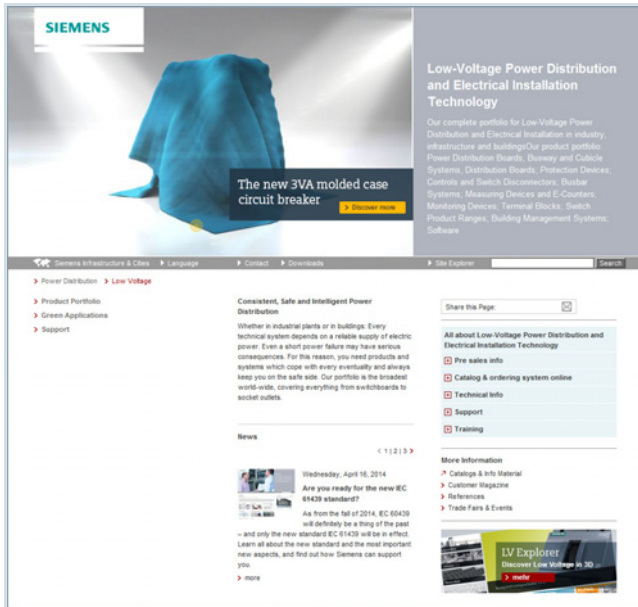 SIEMENS
Low-Voltage Power Distribution
and Electrical Installation
Technology
Our complete portfolio for Low-Voltage Power
Distribution and Electrical Installation in industry,
infrastructure and buildingsOur product portfolio:
Power Distribution Boards; Busway and Cubicle
Systems, Distribution Boards; Protection Devices;
Controls and Switch Disconnectors; Busbar
Systems; Measuring Devices and E-Counters;
Monitoring Devices; Terminal Blocks; Switch
Product Ranges; Building Management Systems;
Software
The new 3VA molded case
circuit breaker
Discover more
Siemens Infrastructure & Cities Language Contact Downloads Site Explorer Search
Power Distribution Low Voltage
Product Portfolio
Green Applications
Support
Consistent, Safe and Intelligent Power
Distribution
Whether in industrial plants or in buildings: Every
technical system depends on a reliable supply of electric
power. Even a short power failure may have serious
consequences. For this reason, you need products and
systems which cope with every eventuality and always
keep you on the safe side. Our portfolio is the broadest
world-wide, covering everything from switchboards to
socket outlets.
News
< 1 | 2 | 3 >
Wednesday, April 16, 2014
Are you ready for the new IEC
61439 standard?
As from the fall of 2014, IEC 60439
will definitely be a thing of the past
– and only the new standard IEC 61439 will be in effect.
Learn all about the new standard and the most important
new aspects, and find out how Siemens can support
you.
more
Share this Page:
All about Low-Voltage Power Distribution and
Electrical Installation Technology
Pre sales info
Catalog & ordering system online
Technical Info
Support
Training
More Information
Catalogs & Info Material
Customer Magazine
References
Trade Fairs & Events
LV Explorer
Discover Low Voltage in 3D
mehr